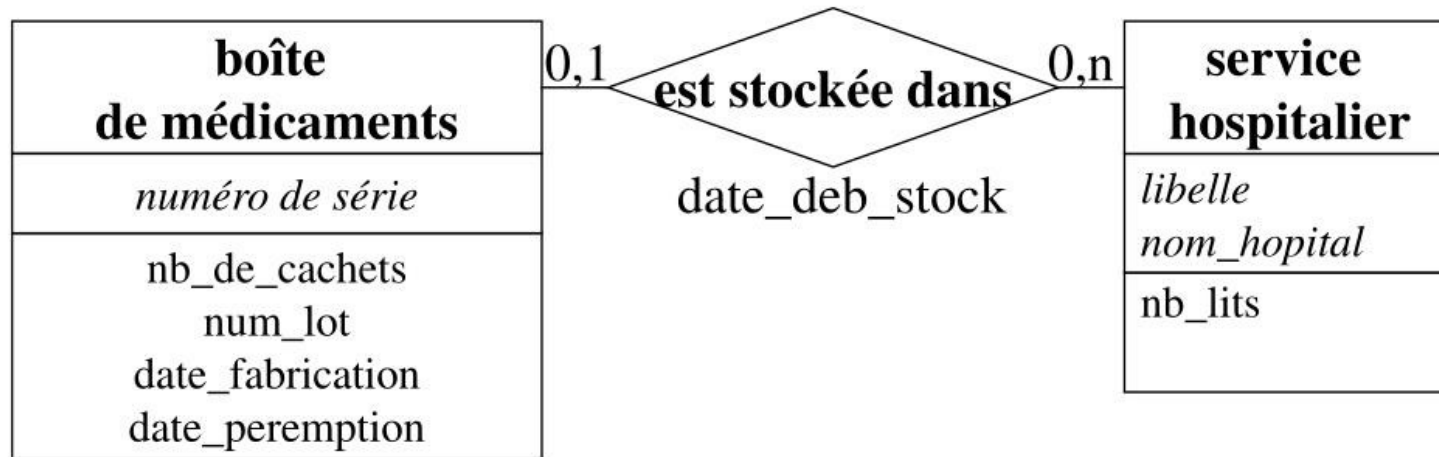 boîte
de médicaments
numéro de série
nb_de_cachets
num_lot
date_fabrication
date_peremption
0,1
est stockée dans
0,n
date_deb_stock
service
hospitalier
libelle
nom_hopital
nb_lits